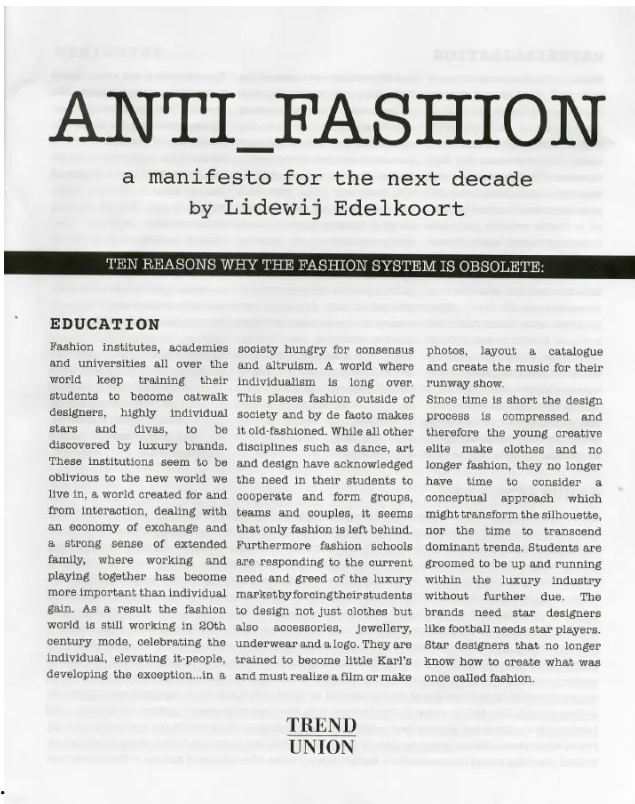 ANTI_FASHION
a manifesto for the next decade
by Lidewij Edelkoort
TEN REASONS WHY THE FASHION SYSTEM IS OBSOLETE:
EDUCATION
Fashion institutes, academies
and universities all over the
world keep training their
students to become catwalk
designers, highly individual
stars and divas, to be
discovered by luxury brands.
These institutions seem to be
oblivious to the new world we
live in, a world created for and
from interaction, dealing with
an economy of exchange and
a strong sense of extended
family, where working and
playing together has become
more important than individual
gain. As a result the fashion
world is still working in 20th
century mode, celebrating the
individual, elevating it-people,
developing the exception...in a
society hungry for consensus
and altruism. A world where
individualism is long over.
This places fashion outside of
society and by de facto makes
it old-fashioned. While all other
disciplines such as dance, art
and design have acknowledged
the need in their students to
cooperate and form groups,
teams and couples, it seems
that only fashion is left behind.
Furthermore fashion schools
are responding to the current
need and greed of the luxury
market by forcing their students
to design not just clothes but
also accessories, jewellery,
underwear and a logo. They are
trained to become little Karl's
and must realize a film or make
photos, layout a catalogue
and create the music for their
runway show.
Since time is short the design
process is compressed and
therefore the young creative
elite make clothes and no
longer fashion, they no longer
have time to consider a
conceptual approach which
might transform the silhouette,
nor the time to transcend
dominant trends. Students are
groomed to be up and running
within the luxury industry
without further due. The
brands need star designers
like football needs star players.
Star designers that no longer
know how to create what was
once called fashion.
TREND
UNION